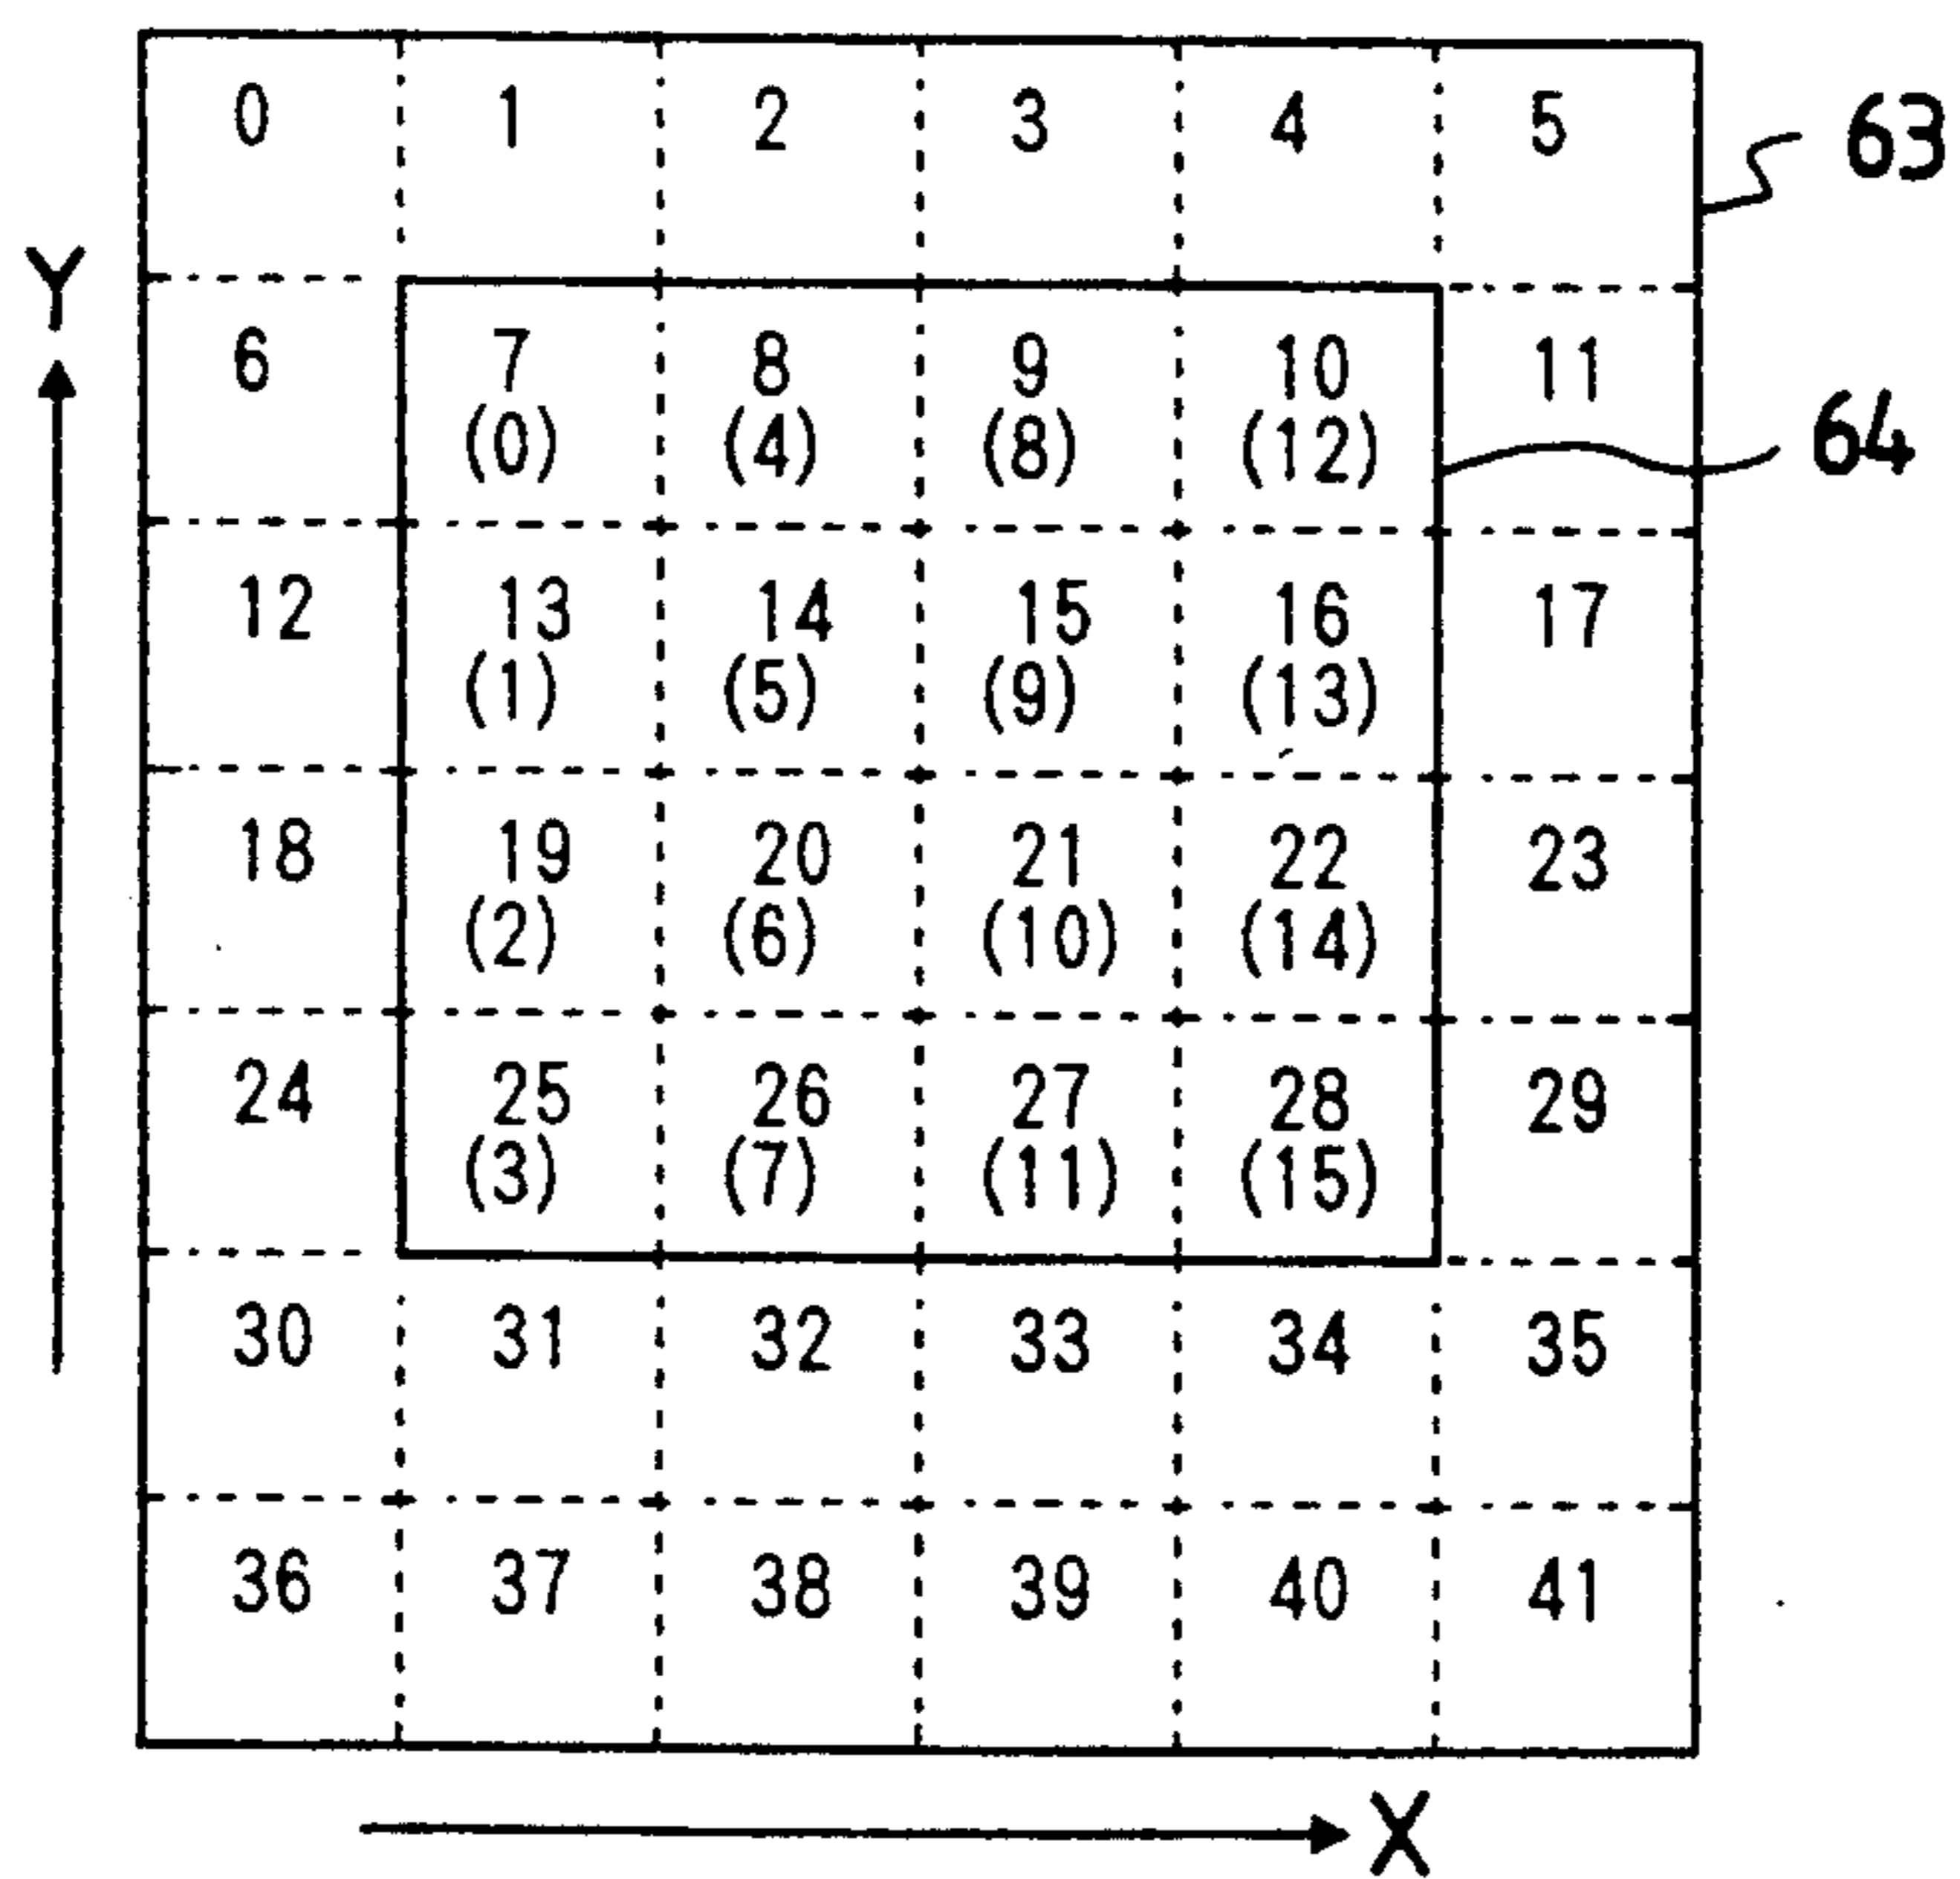 0 1 2 3 4 5 63
Y
6 7 8 9 10 11
(0) (4) (8) (12) 64
12 13 14 15 16 17
(1) (5) (9) (13)
18 19 20 21 22 23
(2) (6) (10) (14)
24 25 26 27 28 29
(3) (7) (11) (15)
30 31 32 33 34 35
36 37 38 39 40 41
X